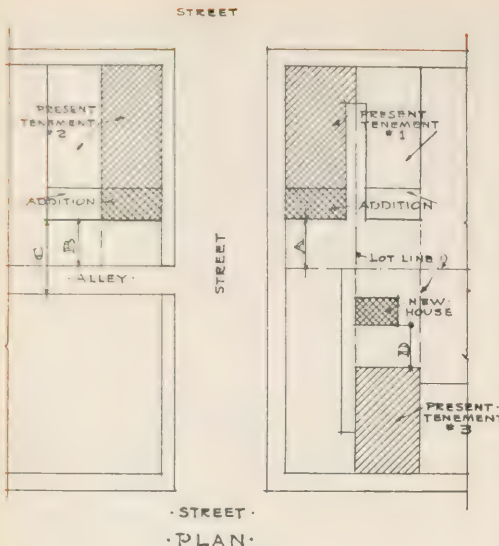 STREET
PRESENT
TENEMENT
#2
PRESENT
TENEMENT
#1
ADDITION
ADDITION
C
B
A
STREET
LOT LINE
·ALLEY·
NEW·
HOUSE
D
PRESENT·
TENEMENT
#3
·STREET·
·PLAN·